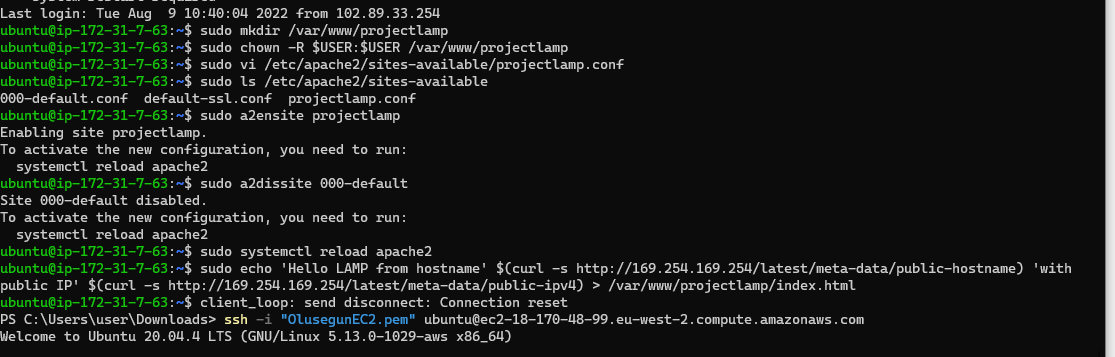 Last login: Tue Aug  9 10:40:04 2022 from 102.89.33.254
ubuntu@ip-172-31-7-63:~$ sudo mkdir /var/www/projectlamp
ubuntu@ip-172-31-7-63:~$ sudo chown -R $USER:$USER /var/www/projectlamp
ubuntu@ip-172-31-7-63:~$ sudo vi /etc/apache2/sites-available/projectlamp.conf
ubuntu@ip-172-31-7-63:~$ sudo ls /etc/apache2/sites-available
000-default.conf  default-ssl.conf  projectlamp.conf
ubuntu@ip-172-31-7-63:~$ sudo a2ensite projectlamp
Enabling site projectlamp.
To activate the new configuration, you need to run:
  systemctl reload apache2
ubuntu@ip-172-31-7-63:~$ sudo a2dissite 000-default
Site 000-default disabled.
To activate the new configuration, you need to run:
  systemctl reload apache2
ubuntu@ip-172-31-7-63:~$ sudo systemctl reload apache2
ubuntu@ip-172-31-7-63:~$ sudo echo 'Hello LAMP from hostname' $(curl -s http://169.254.169.254/latest/meta-data/public-hostname) 'with
public IP' $(curl -s http://169.254.169.254/latest/meta-data/public-ipv4) > /var/www/projectlamp/index.html
ubuntu@ip-172-31-7-63:~$ client_loop: send disconnect: Connection reset
PS C:\Users\user\Downloads> ssh -i "OlusegunEC2.pem" ubuntu@ec2-18-170-48-99.eu-west-2.compute.amazonaws.com
Welcome to Ubuntu 20.04.4 LTS (GNU/Linux 5.13.0-1029-aws x86_64)